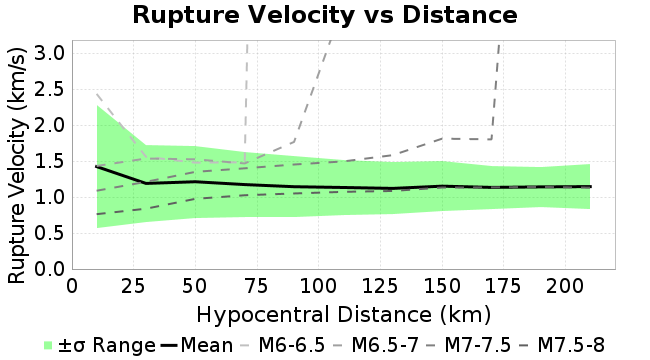 Rupture Velocity vs Distance
Rupture Velocity (km/s)
3.0
2.5
2.0
1.5
1.0
0.5
0.0
0 25 50 75 100 125 150 175 200
Hypocentral Distance (km)
±σ Range Mean M6-6.5 M6.5-7 M7-7.5 M7.5-8